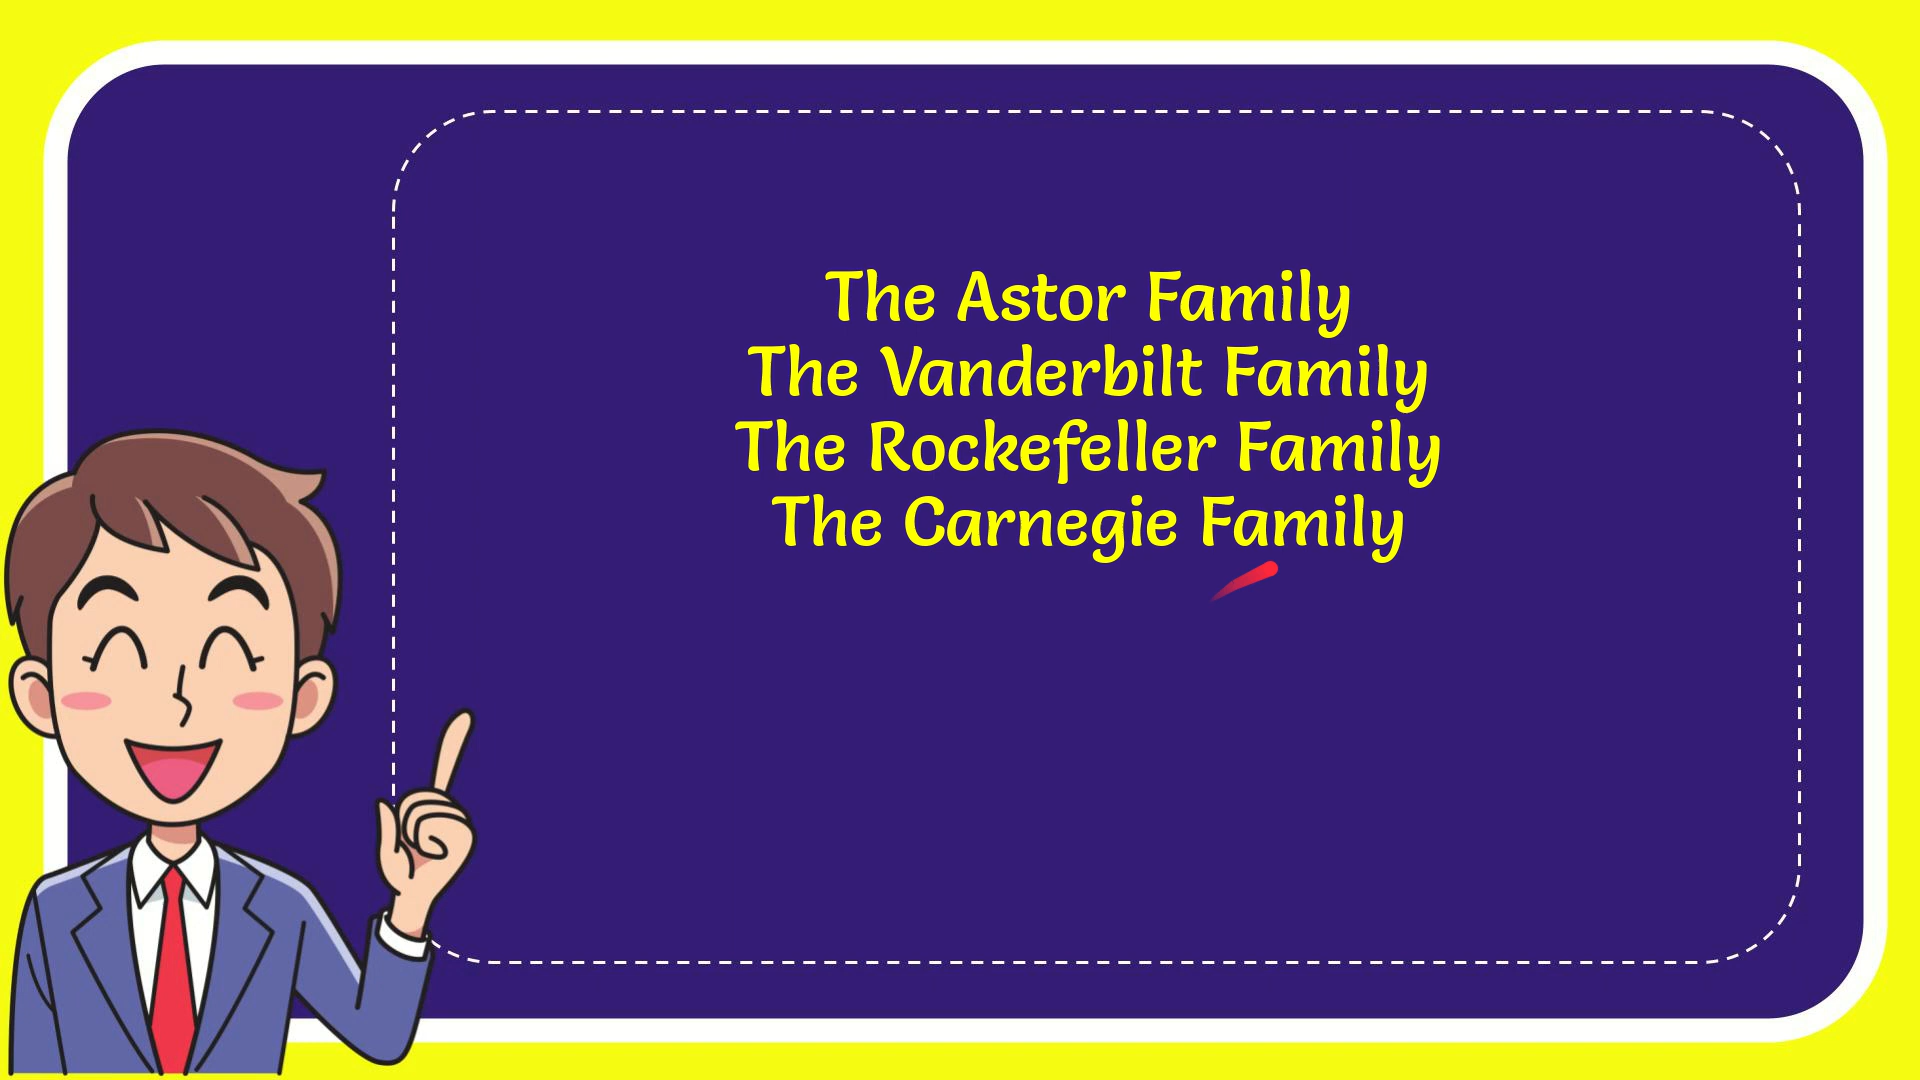 The Astor Family
The Vanderbilt Family
The Rockefeller Family
The Carnegie Family